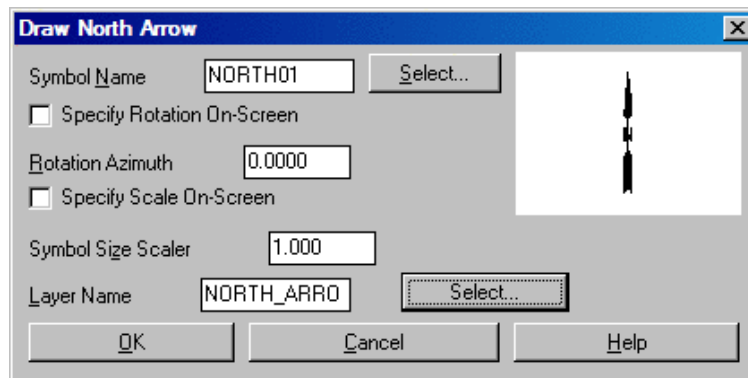 Draw North Arrow
Symbol Name NORTH01 Select...
Specify Rotation On-Screen
Rotation Azimuth 0.0000
Specify Scale On-Screen
Symbol Size Scaler 1.000
Layer Name NORTH_ARRO Select...
OK Cancel Help